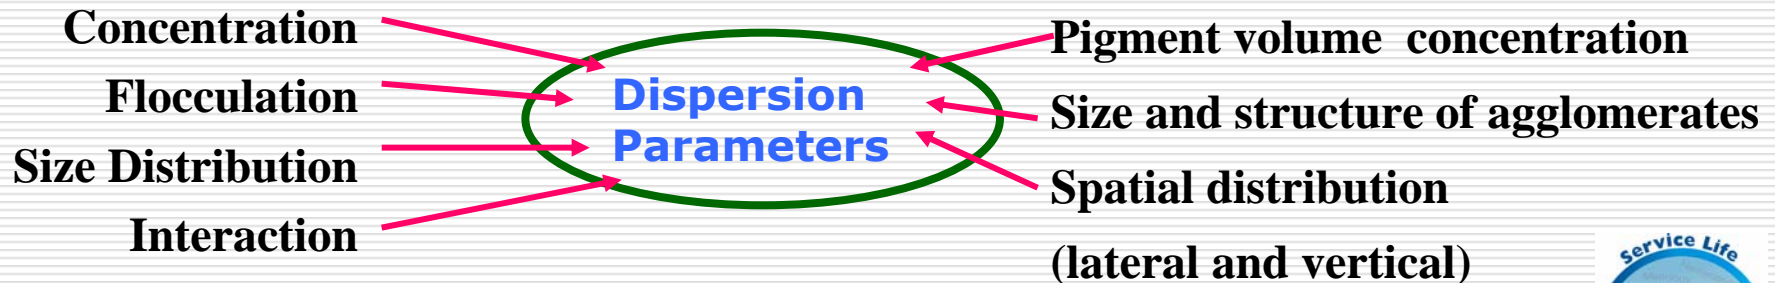 Concentration
Flocculation
Size Distribution
Interaction
Dispersion
Parameters
Pigment volume concentration
Size and structure of agglomerates
Spatial distribution
(lateral and vertical)
Service Life